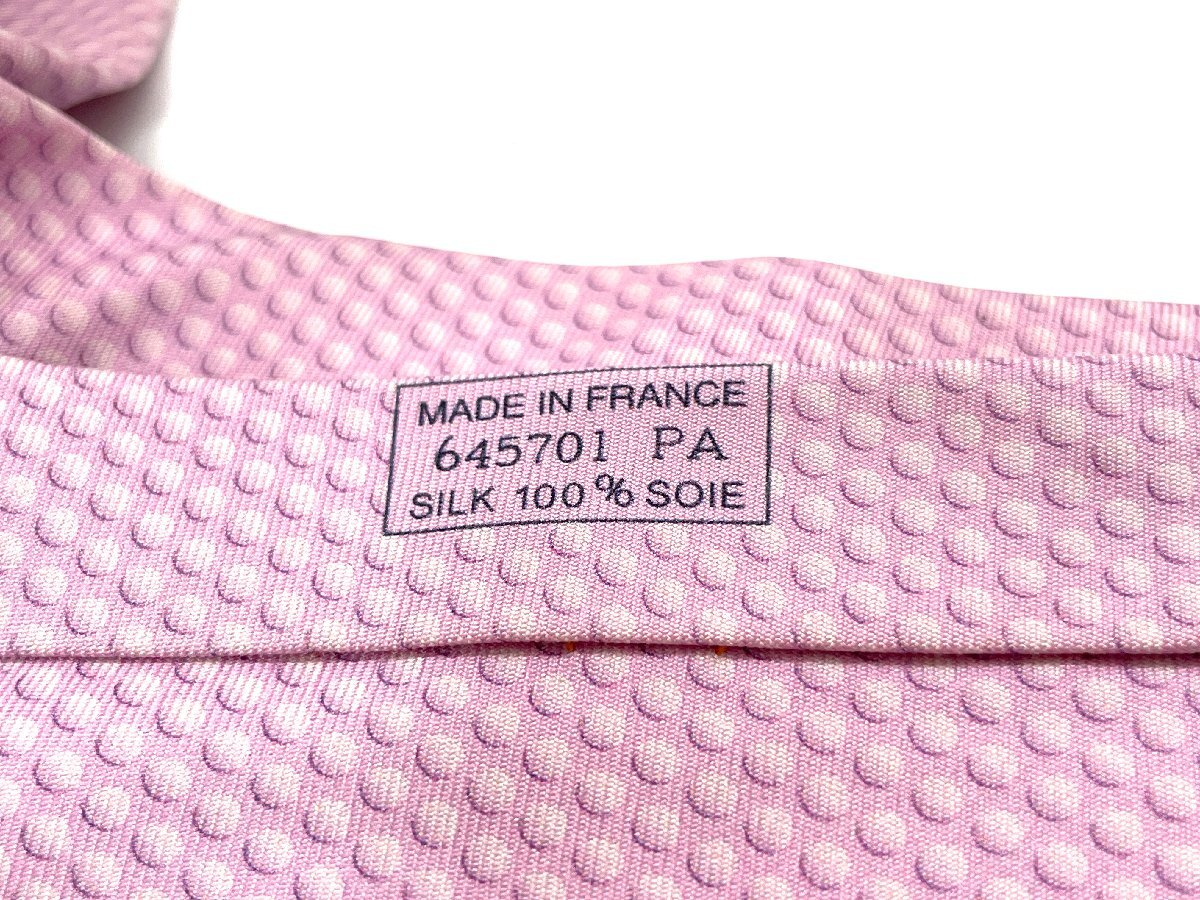 MADE IN FRANCE
645701 PA
SILK 100% SOIE